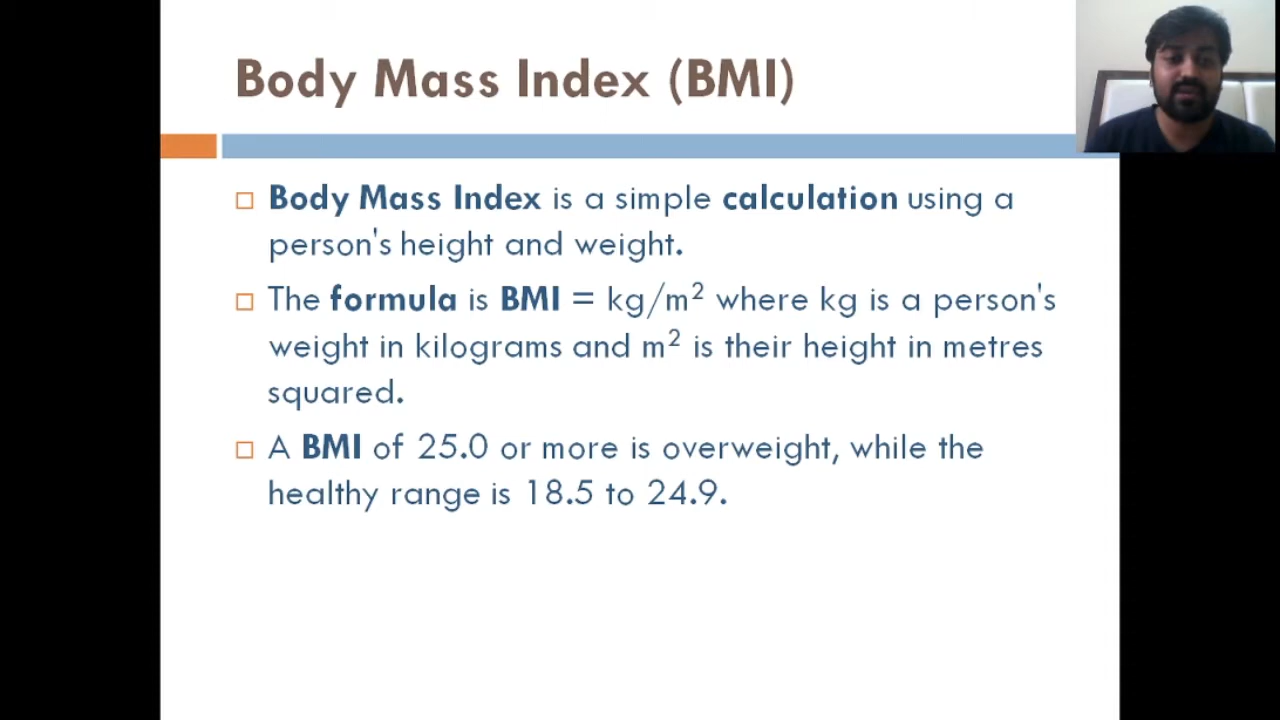 Body Mass Index (BMI)
Body Mass Index is a simple calculation using a
person's height and weight.
The formula is BMI = kg/m² where kg is a person's
weight in kilograms and m² is their height in metres
squared.
A BMI of 25.0 or more is overweight, while the
healthy range is 18.5 to 24.9.